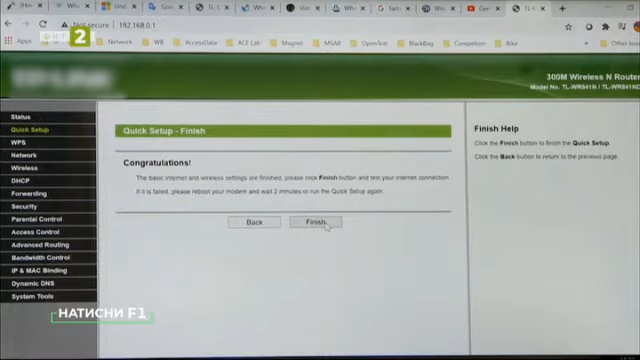 Not secure 192.168.0.1
БНТ 2
Network
WB
AccessData
ACE Lab
Magnet
MSAB
OpenText
BlackBag
Competition
Bike
Other
300M Wireless N Router
Model No. TL-WR841N / TL-WR841ND
Status
Quick Setup
WPS
Network
Wireless
DHCP
Forwarding
Security
Parental Control
Access Control
Advanced Routing
Bandwidth Control
IP & MAC Binding
Dynamic DNS
System Tools
Quick Setup - Finish
Congratulations!
The basic internet and wireless settings are finished, please click Finish button and test your internet connection.
If it is failed, please reboot your modem and wait 2 minutes or run the Quick Setup again.
Back
Finish
Finish Help
Click the Finish button to finish the Quick Setup.
Click the Back button to return to the previous page.
НАТИСНИ F1